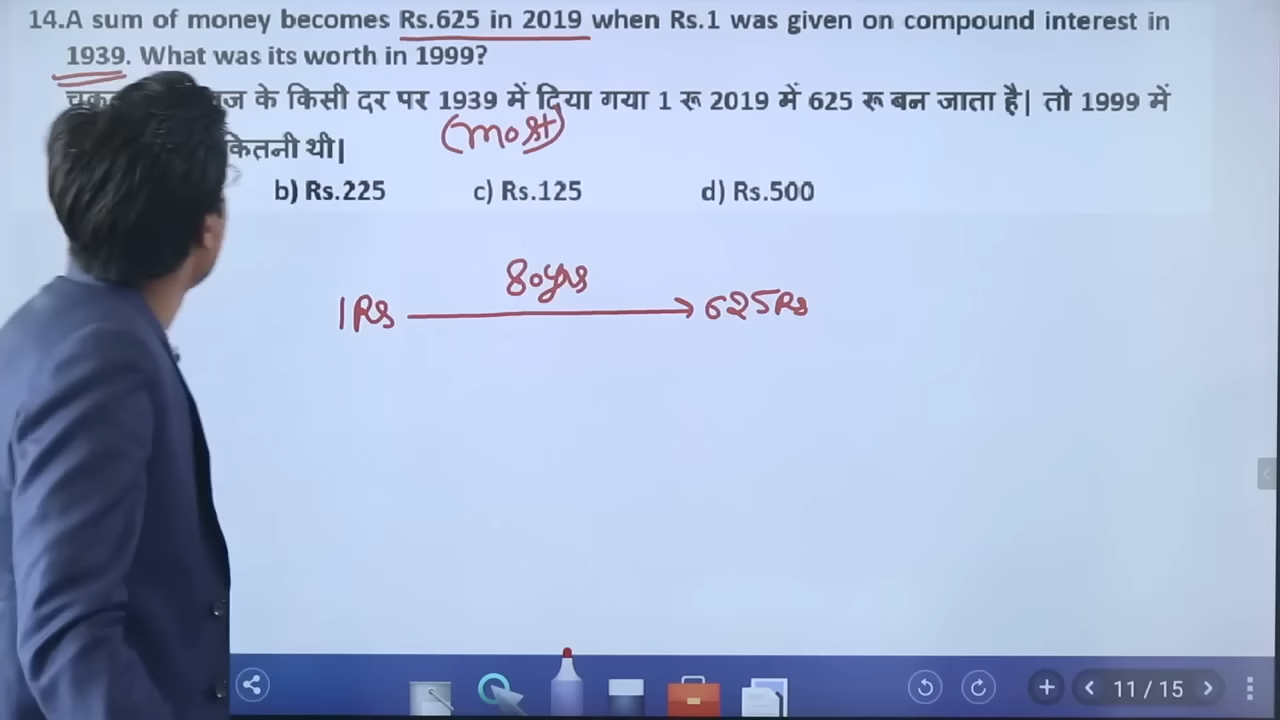 14.A sum of money becomes Rs.625 in 2019 when Rs.1 was given on compound interest in
1939. What was its worth in 1999?
के किसी दर पर 1939 में दिया गया 1 रू 2019 में 625 रू बन जाता है| तो 1999 में
(most)
कितनी थी|
b) Rs.225 c) Rs.125 d) Rs.500
80yrs
1Rs 625Rs
11 / 15